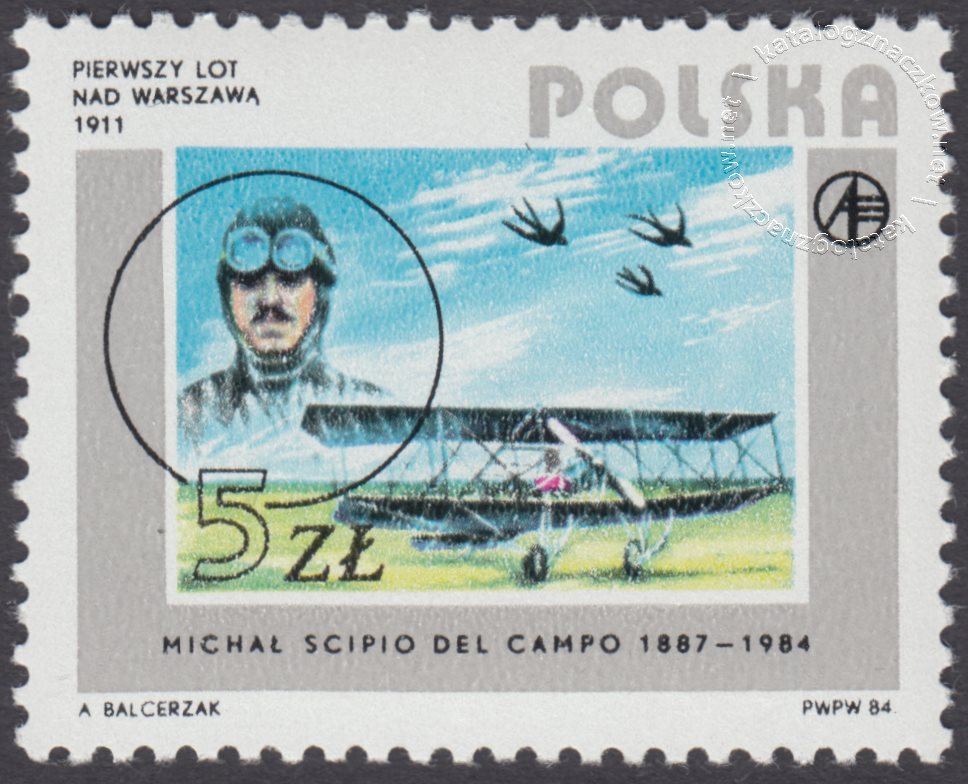 PIERWSZY LOT
NAD WARSZAWĄ
1911
POLSKA
5 ZŁ
MICHAŁ SCIPIO DEL CAMPO 1887–1984
A BALCERZAK
PWPW 84.
katalogznaczkow.net / katalogznaczkow.net /